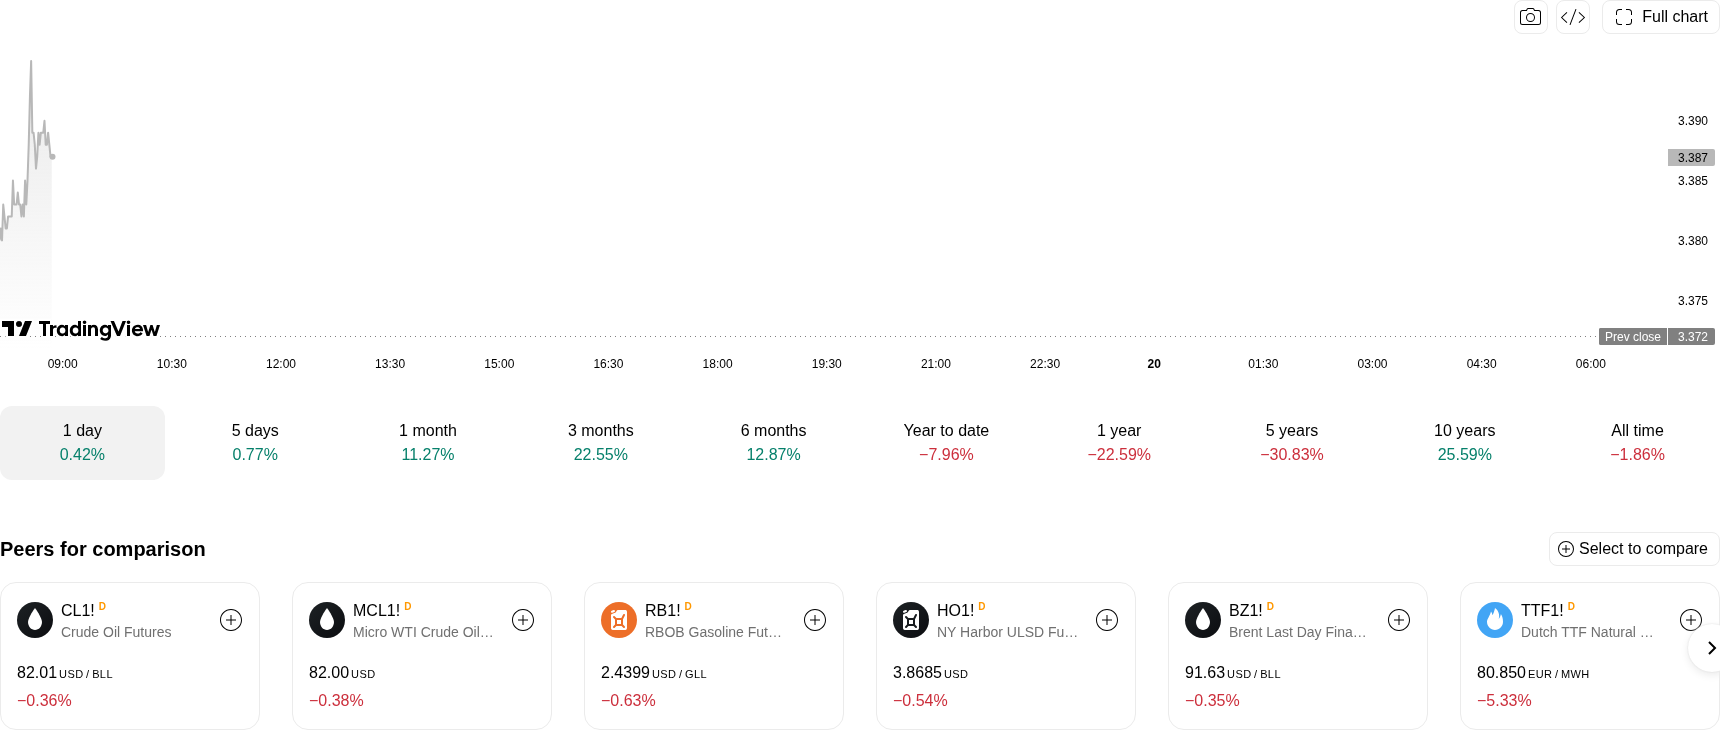 Full chart
3.390
3.387
3.385
3.380
3.375
TradingView
Prev close 3.372
09:00 10:30 12:00 13:30 15:00 16:30 18:00 19:30 21:00 22:30 20 01:30 03:00 04:30 06:00
1 day 5 days 1 month 3 months 6 months Year to date 1 year 5 years 10 years All time
0.42% 0.77% 11.27% 22.55% 12.87% −7.96% −22.59% −30.83% 25.59% −1.86%
Peers for comparison
Select to compare
CL1! D
Crude Oil Futures
82.01 USD / BLL
−0.36%
MCL1! D
Micro WTI Crude Oil…
82.00 USD
−0.38%
RB1! D
RBOB Gasoline Fut…
2.4399 USD / GLL
−0.63%
HO1! D
NY Harbor ULSD Fu…
3.8685 USD
−0.54%
BZ1! D
Brent Last Day Fina…
91.63 USD / BLL
−0.35%
TTF1! D
Dutch TTF Natural …
80.850 EUR / MWH
−5.33%